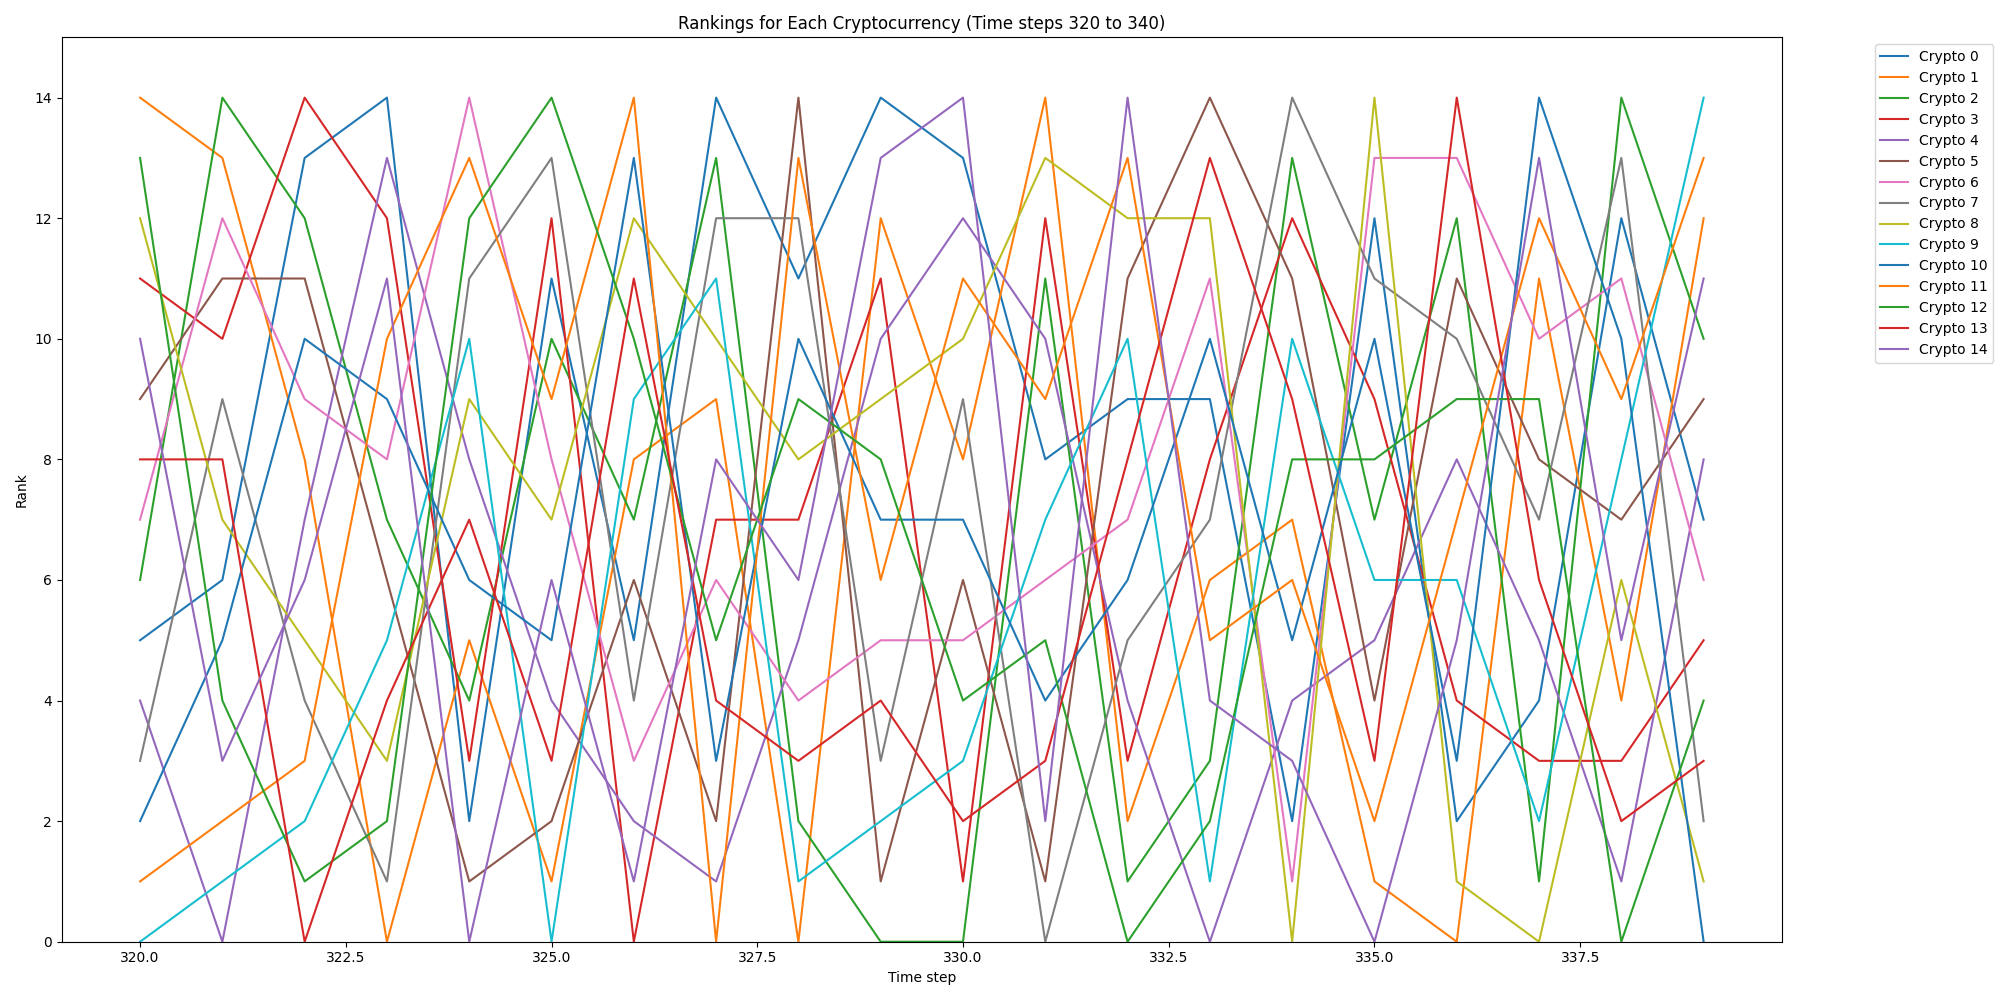 Rankings for Each Cryptocurrency (Time steps 320 to 340)
Crypto 0
Crypto 1
Crypto 2
Crypto 3
Crypto 4
Crypto 5
Crypto 6
Crypto 7
Crypto 8
Crypto 9
Crypto 10
Crypto 11
Crypto 12
Crypto 13
Crypto 14
14
12
10
8
6
4
2
0
Rank
320.0 322.5 325.0 327.5 330.0 332.5 335.0 337.5
Time step